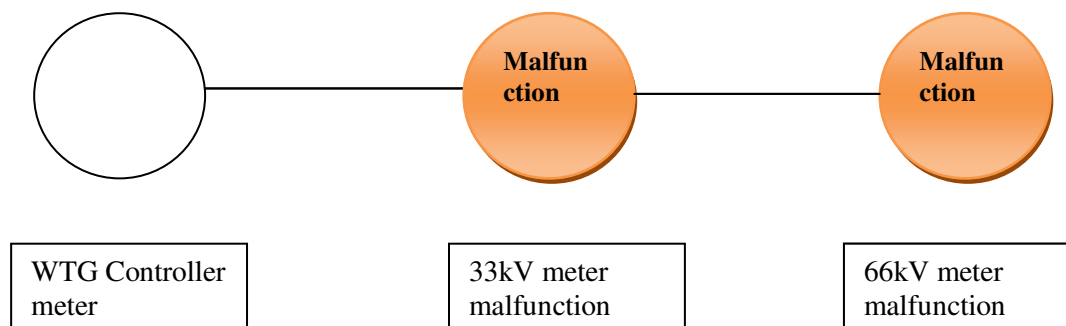 Malfun
ction
Malfun
ction
WTG Controller
meter
33kV meter
malfunction
66kV meter
malfunction